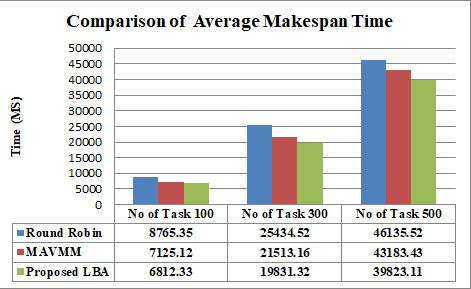 Comparison of Average Makespan Time
Time (MS)
50000
45000
40000
35000
30000
25000
20000
15000
10000
5000
0
No of Task 100 No of Task 300 No of Task 500
Round Robin 8765.35 25434.52 46135.52
MAVMM 7125.12 21513.16 43183.43
Proposed LBA 6812.33 19831.32 39823.11